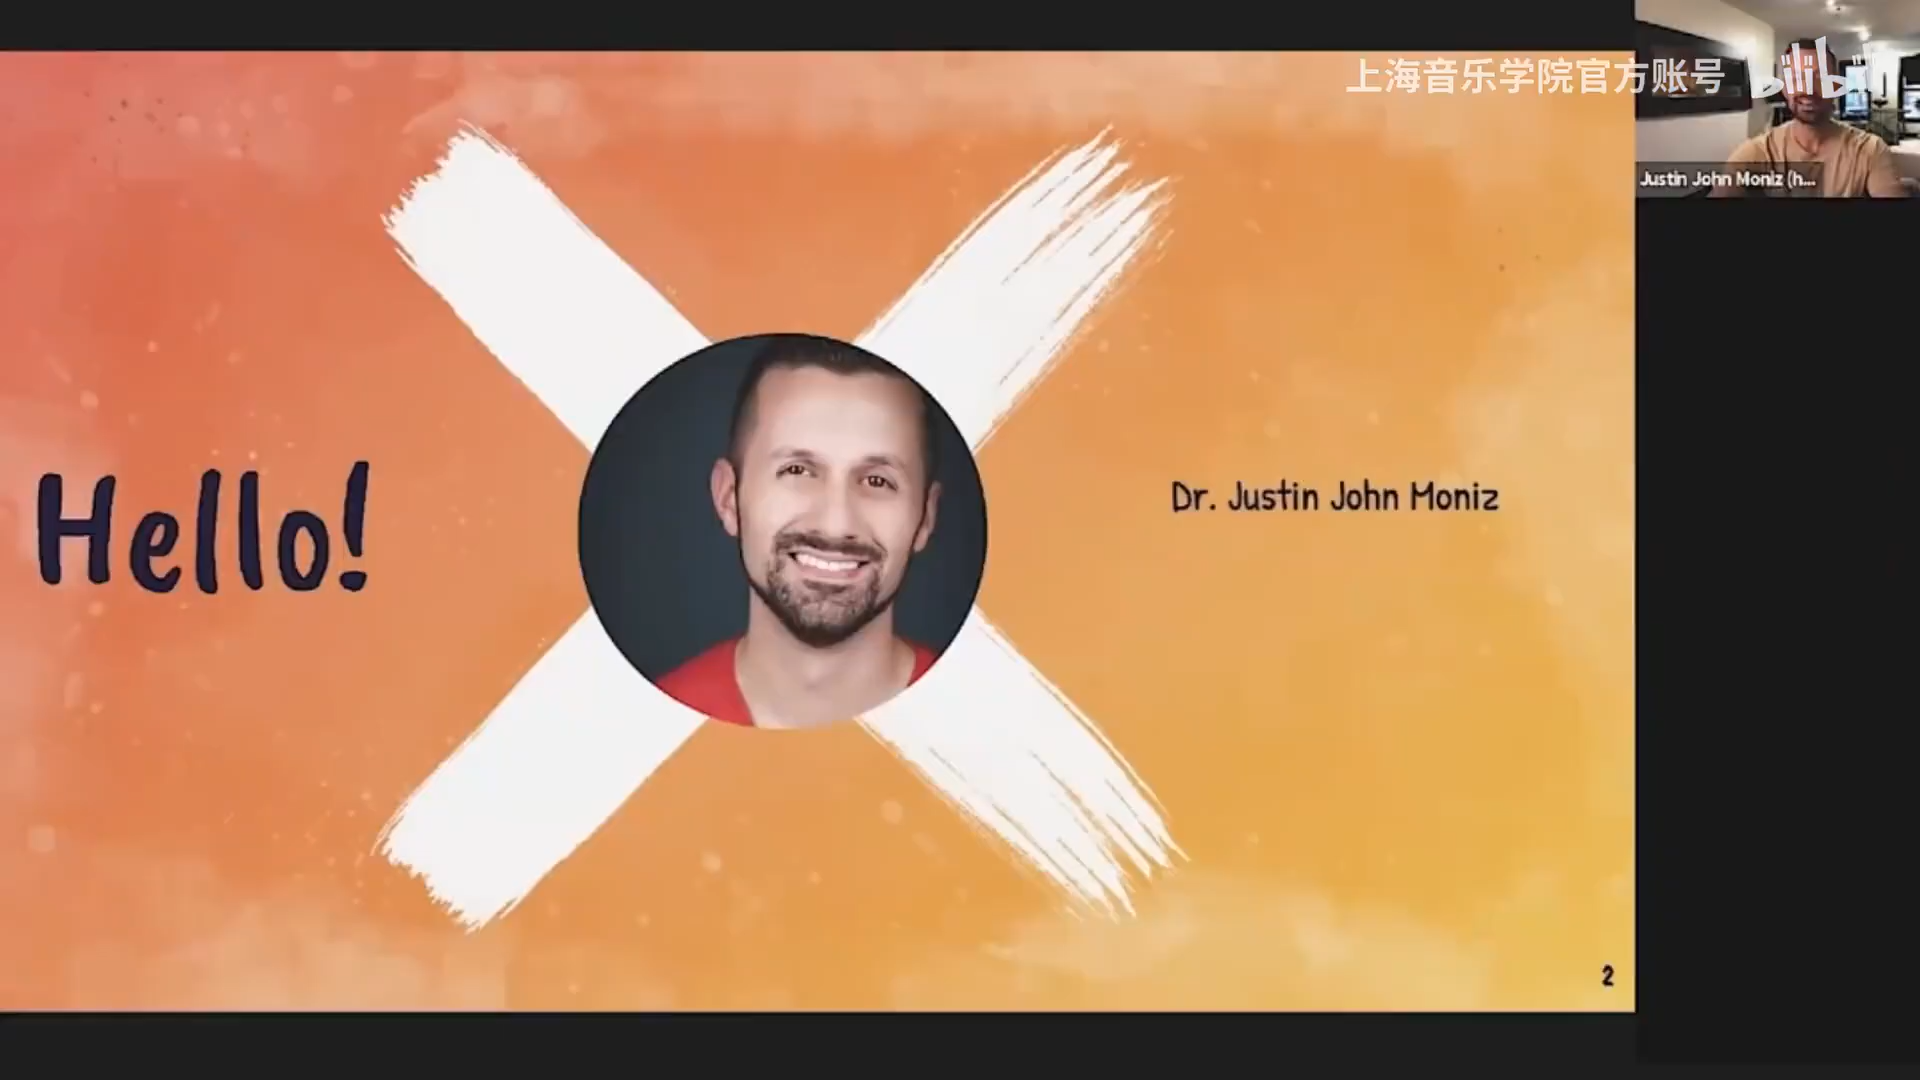 上海音乐学院官方账号 bilibili
Justin John Moniz (h...
Hello!
Dr. Justin John Moniz
2